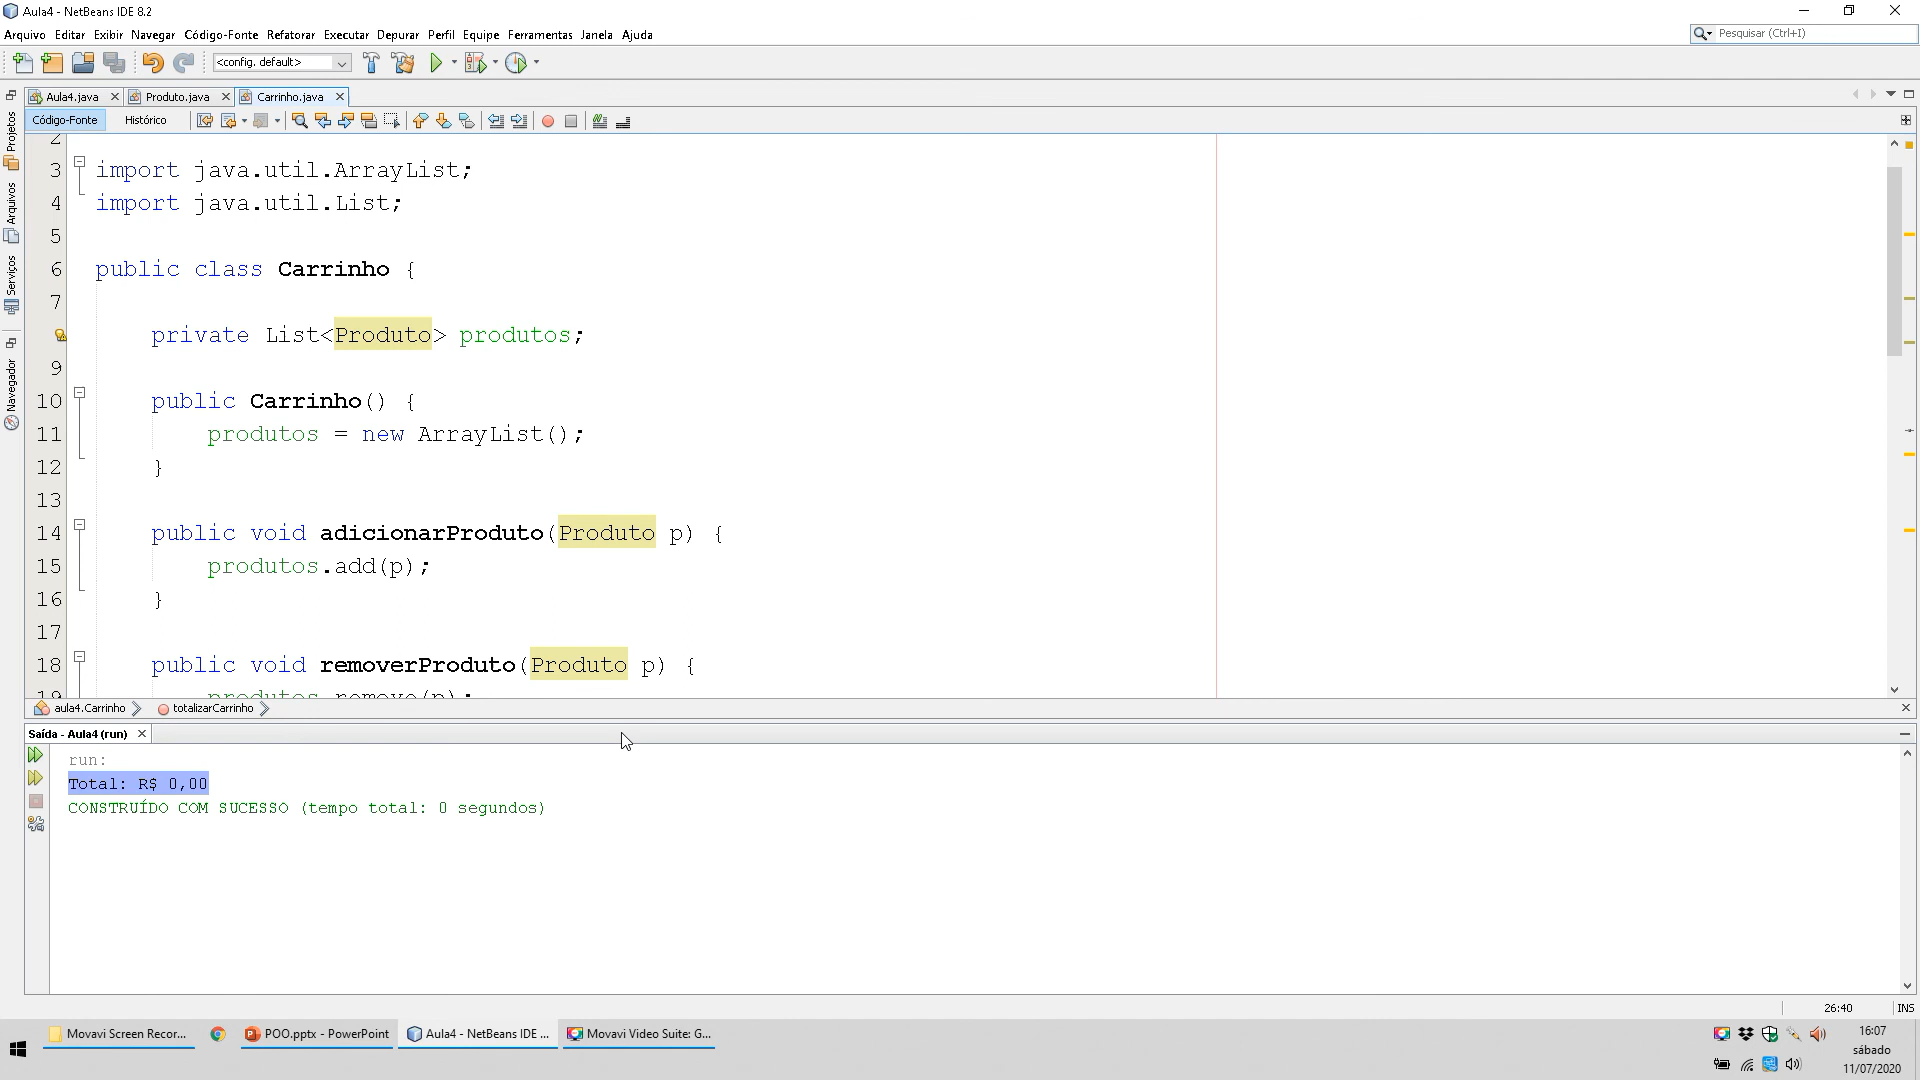 Aula4 - NetBeans IDE 8.2
Arquivo Editar Exibir Navegar Código-Fonte Refatorar Executar Depurar Perfil Equipe Ferramentas Janela Ajuda
Pesquisar (Ctrl+I)
<config. default>
Aula4.java Produto.java Carrinho.java
Código-Fonte Histórico
Projetos
Arquivos
Serviços
Navegador
2
3 import java.util.ArrayList;
4 import java.util.List;
5
6 public class Carrinho {
7
private List<Produto> produtos;
9
10 public Carrinho() {
11 produtos = new ArrayList();
12 }
13
14 public void adicionarProduto(Produto p) {
15 produtos.add(p);
16 }
17
18 public void removerProduto(Produto p) {
19 produtos.remove(p);
aula4.Carrinho totalizarCarrinho
Saída - Aula4 (run)
run:
Total: R$ 0,00
CONSTRUÍDO COM SUCESSO (tempo total: 0 segundos)
26:40 INS
Movavi Screen Recor... POO.pptx - PowerPoint Aula4 - NetBeans IDE ... Movavi Video Suite: G...
16:07
sábado
11/07/2020